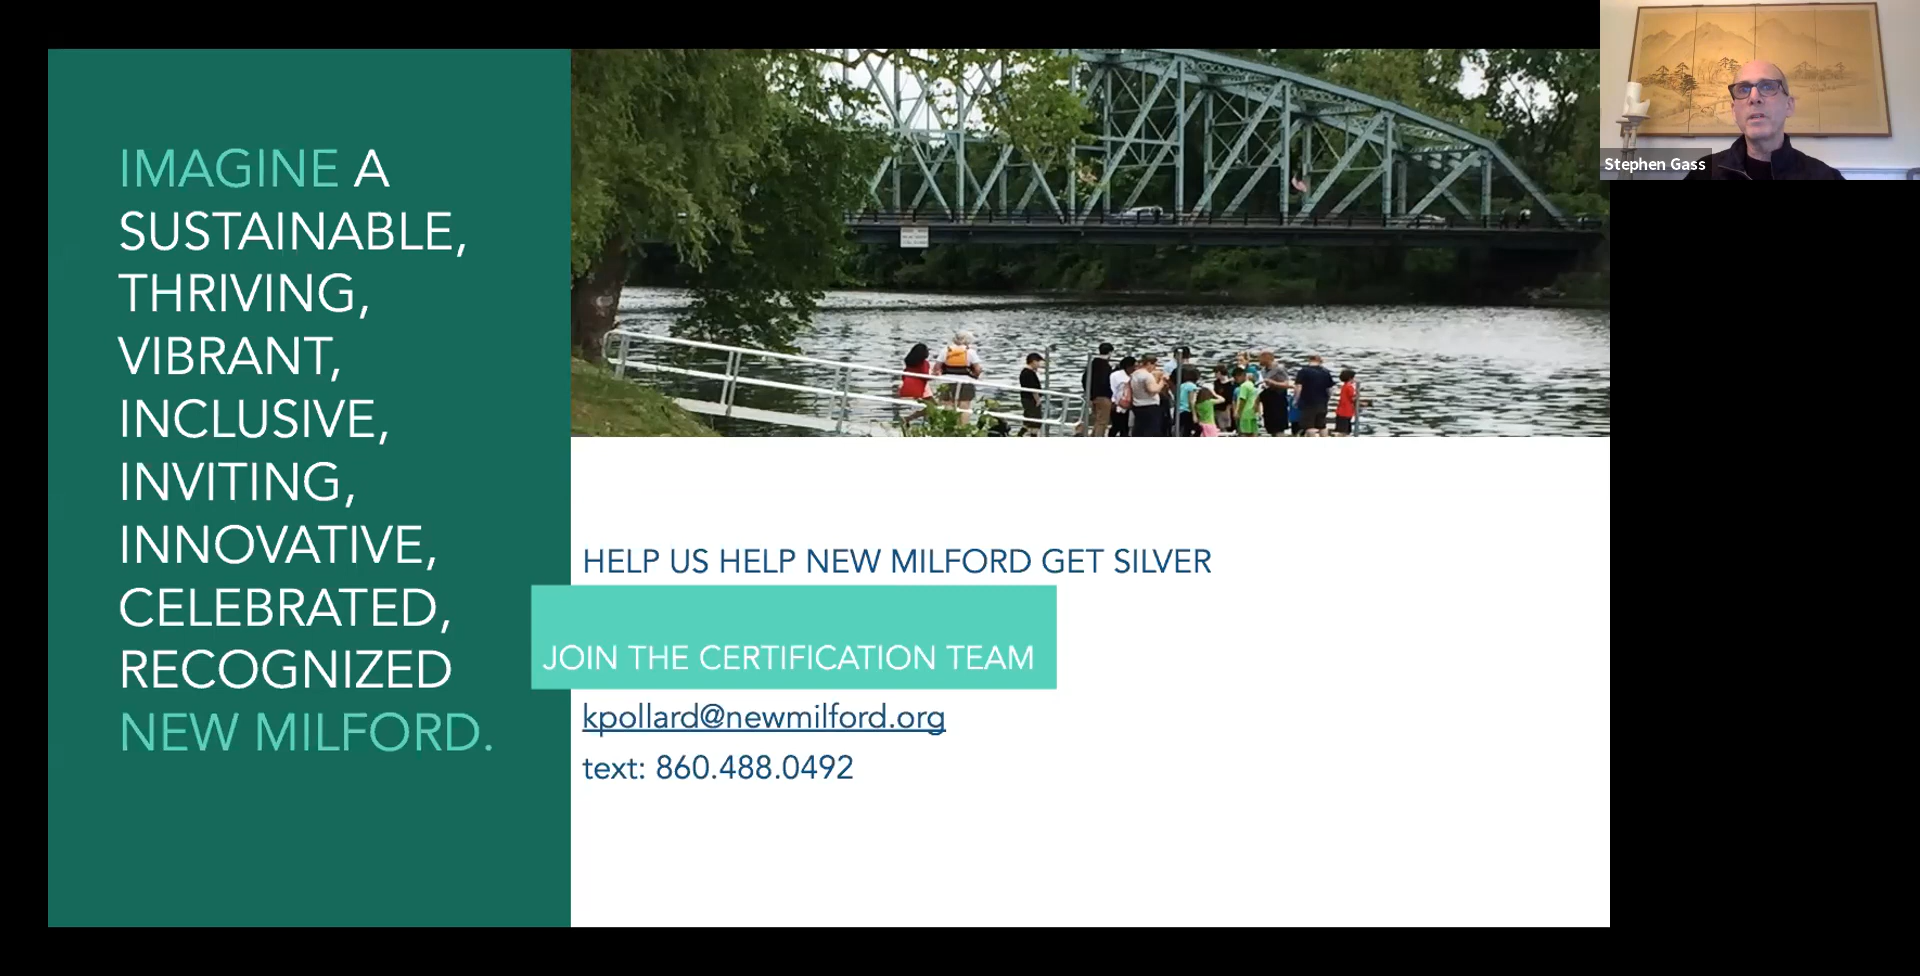 IMAGINE A
SUSTAINABLE,
THRIVING,
VIBRANT,
INCLUSIVE,
INVITING,
INNOVATIVE,
CELEBRATED,
RECOGNIZED
NEW MILFORD.
HELP US HELP NEW MILFORD GET SILVER
JOIN THE CERTIFICATION TEAM
kpollard@newmilford.org
text: 860.488.0492
Stephen Gass